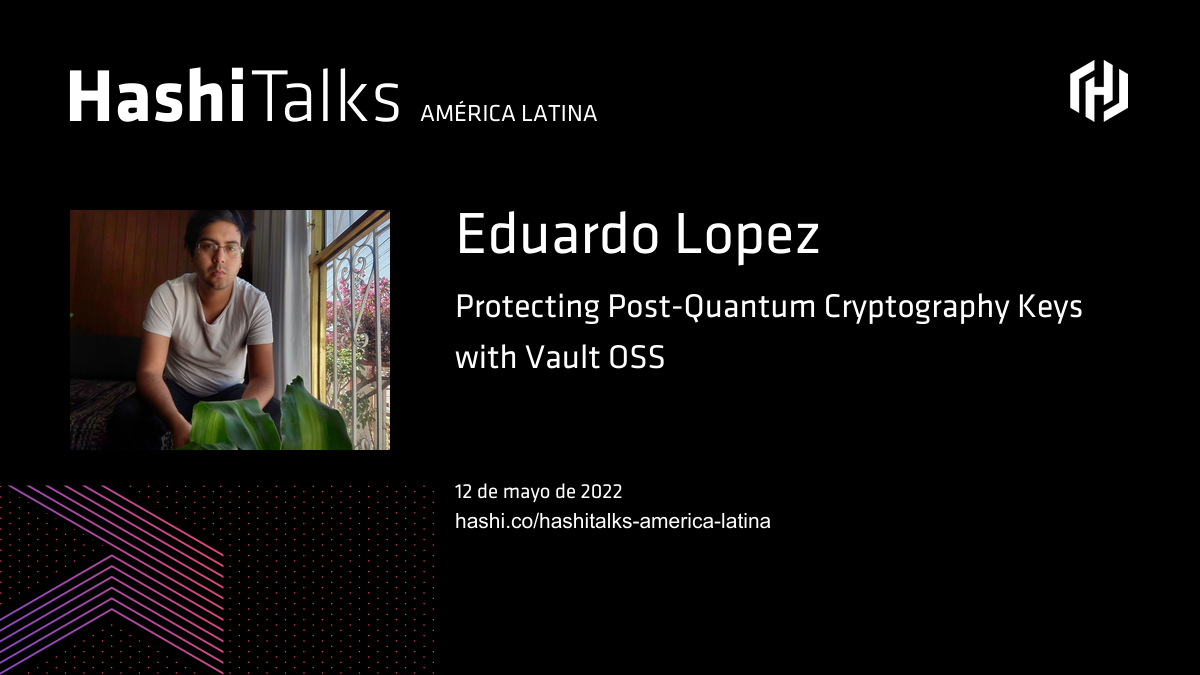 HashiTalks AMÉRICA LATINA
Eduardo Lopez
Protecting Post-Quantum Cryptography Keys
with Vault OSS
12 de mayo de 2022
hashi.co/hashitalks-america-latina